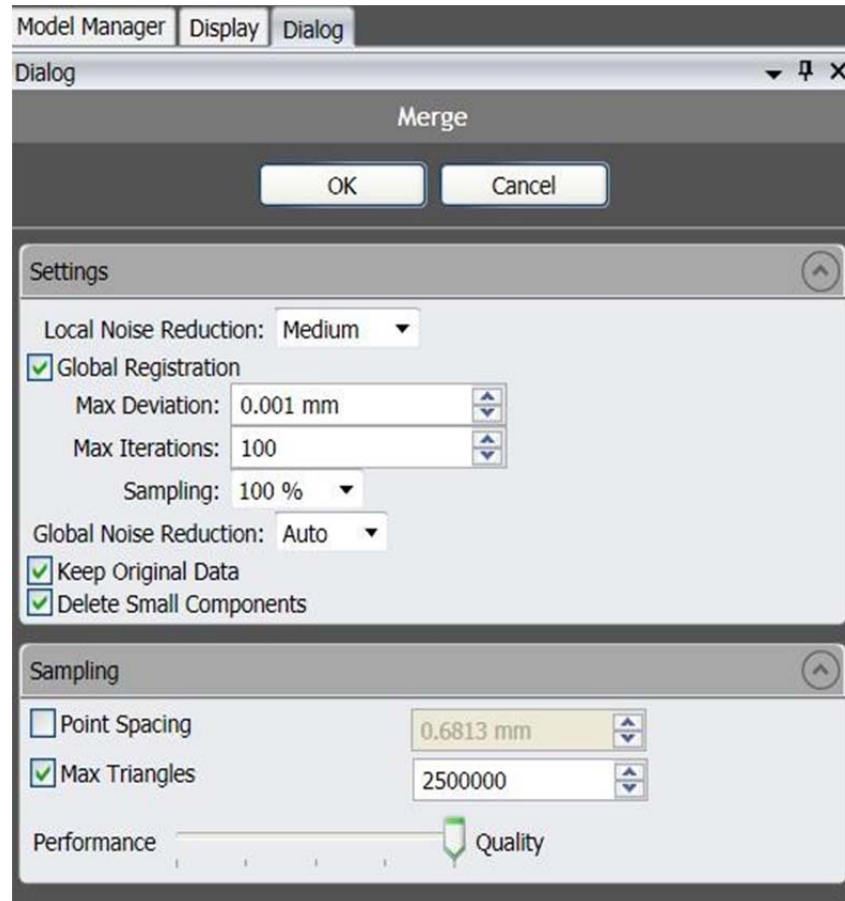 Model Manager Display Dialog
Dialog
Merge
OK Cancel
Settings
Local Noise Reduction: Medium
Global Registration
Max Deviation: 0.001 mm
Max Iterations: 100
Sampling: 100 %
Global Noise Reduction: Auto
Keep Original Data
Delete Small Components
Sampling
Point Spacing 0.6813 mm
Max Triangles 2500000
Performance Quality